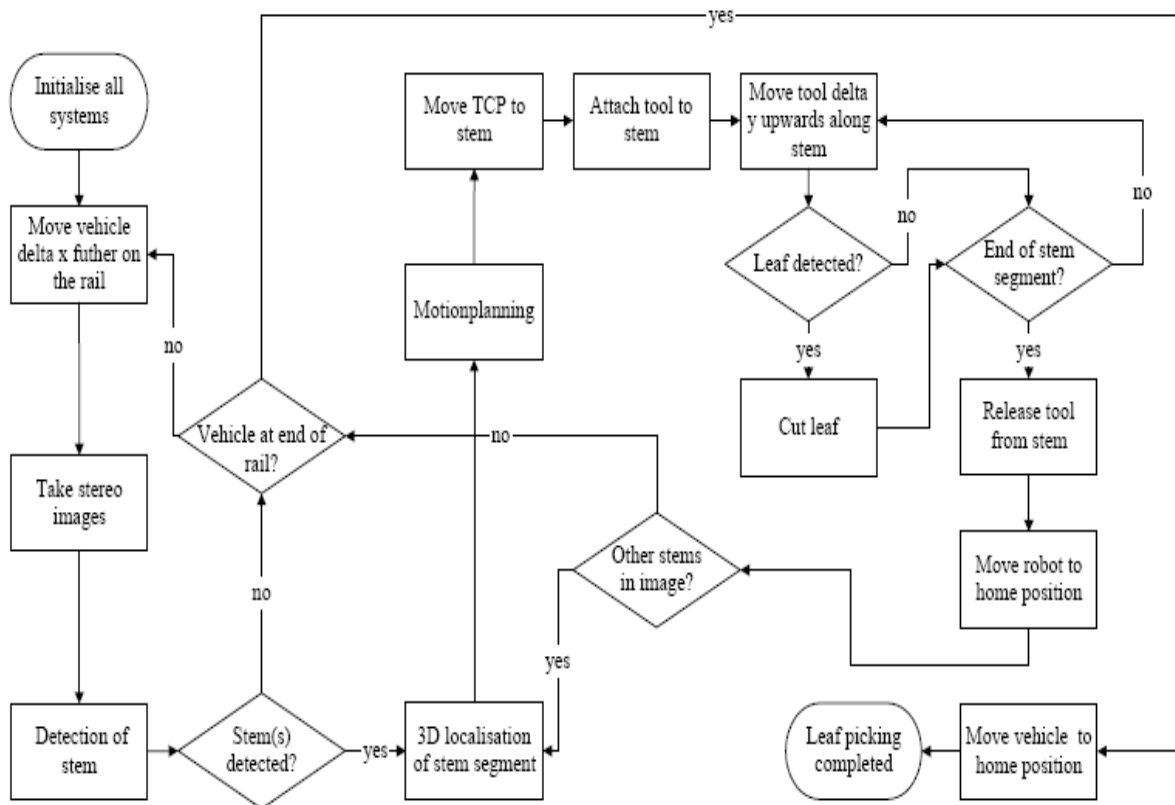 yes
Initialise all
systems
Move TCP to
stem
Attach tool to
stem
Move tool delta
y upwards along
stem
no
no
Move vehicle
delta x futher on
the rail
Leaf detected?
End of stem
segment?
Motionplanning
no
yes
yes
Vehicle at end of
rail?
no
Cut leaf
Release tool
from stem
Take stereo
images
Other stems
in image?
Move robot to
home position
no
yes
Detection of
stem
Stem(s)
detected?
yes
3D localisation
of stem segment
Leaf picking
completed
Move vehicle to
home position